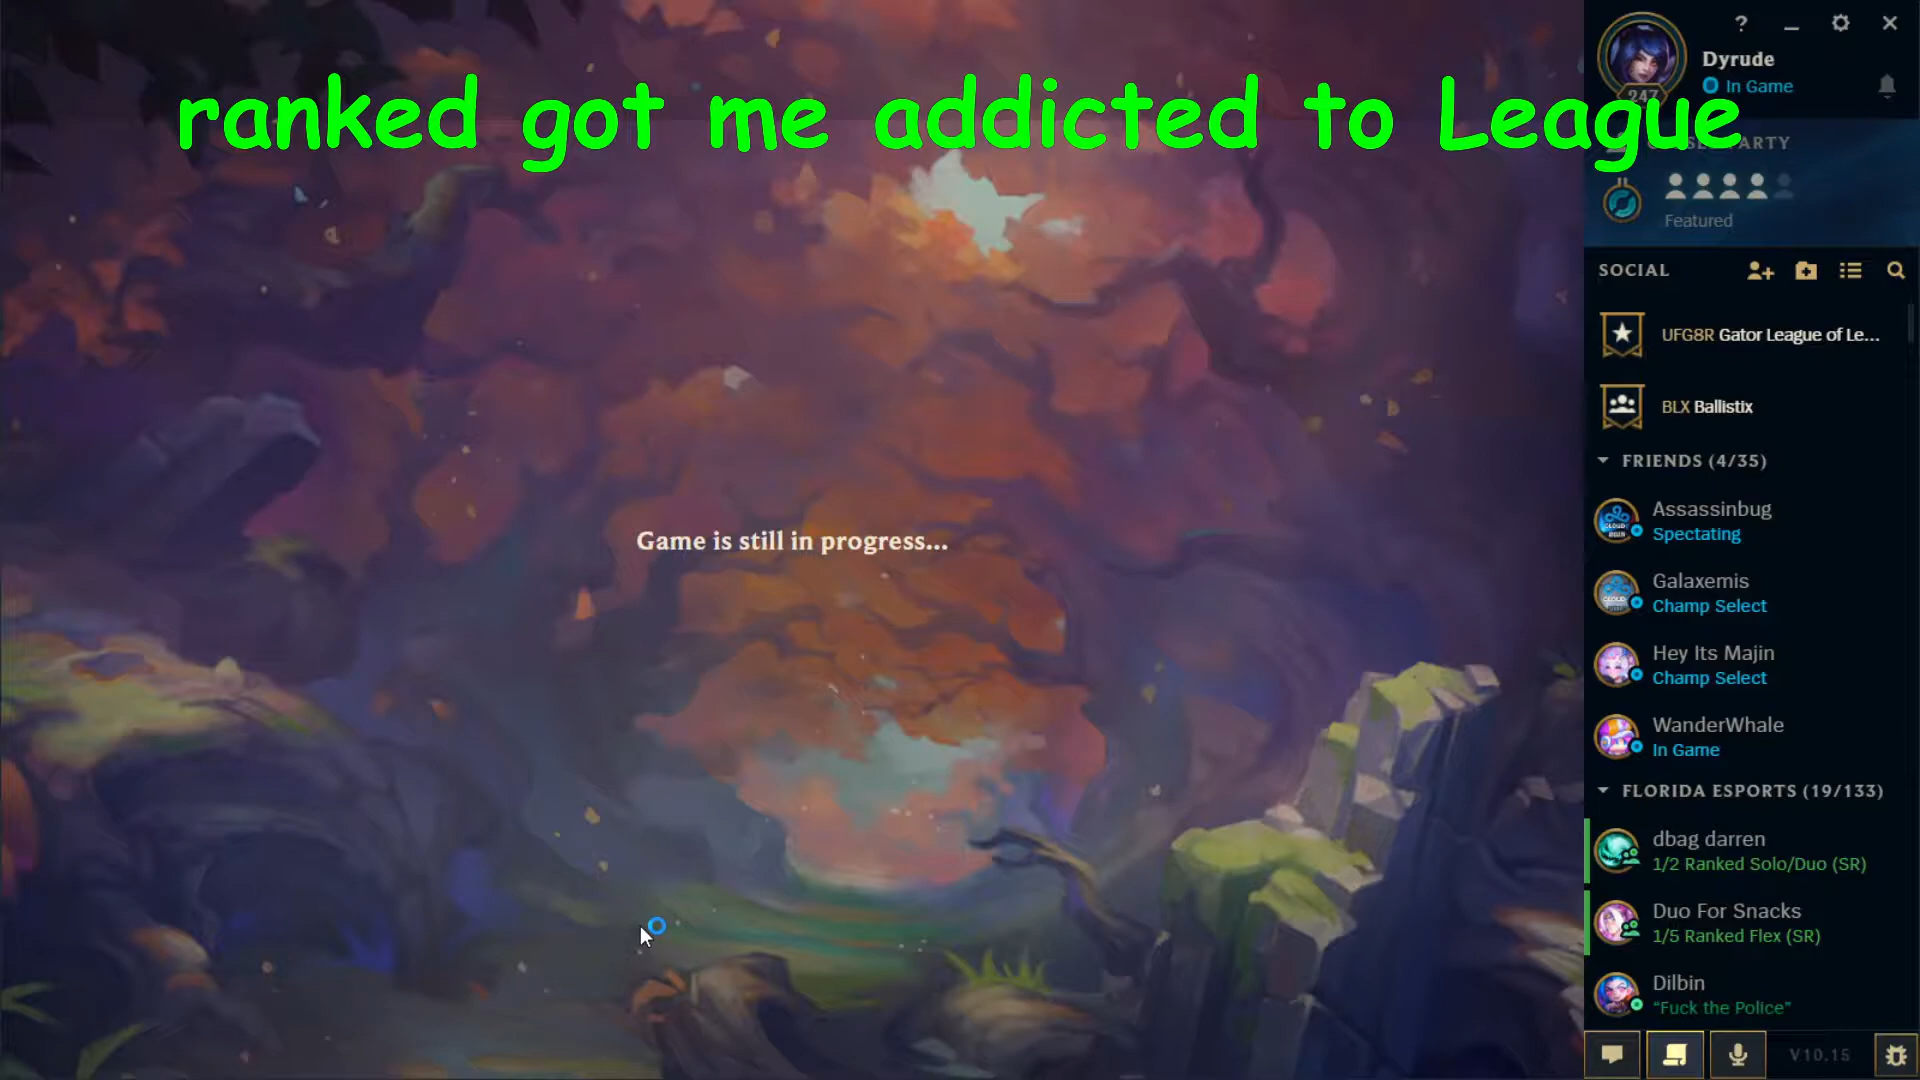 ranked got me addicted to League
?
Dyrude
In Game
247
PARTY
Featured
SOCIAL
UFG8R Gator League of Le...
BLX Ballistix
FRIENDS (4/35)
Assassinbug
Spectating
Galaxemis
Champ Select
Hey Its Majin
Champ Select
WanderWhale
In Game
Game is still in progress...
FLORIDA ESPORTS (19/133)
dbag darren
1/2 Ranked Solo/Duo (SR)
Duo For Snacks
1/5 Ranked Flex (SR)
Dilbin
“Fuck the Police”
V10.15